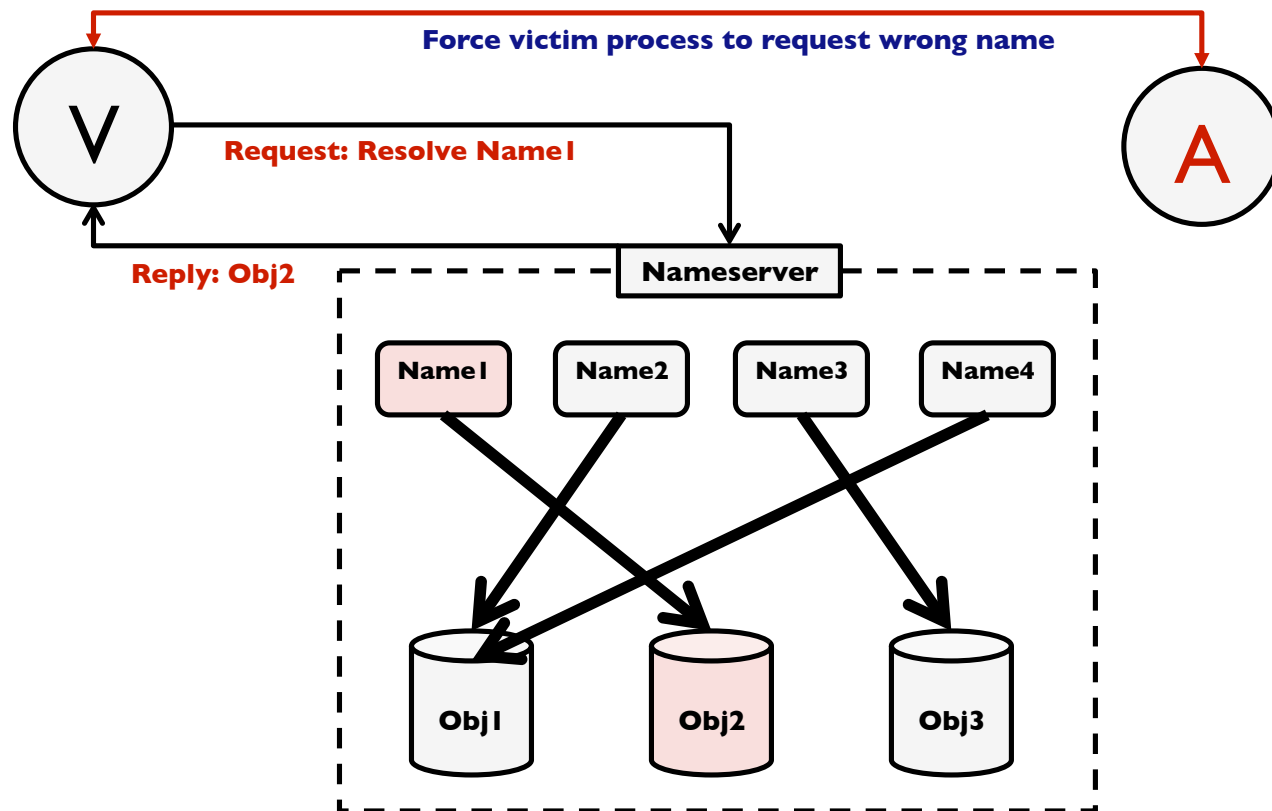 Force victim process to request wrong name
V
A
Request: Resolve Name1
Reply: Obj2
Nameserver
Name1 Name2 Name3 Name4
Obj1 Obj2 Obj3